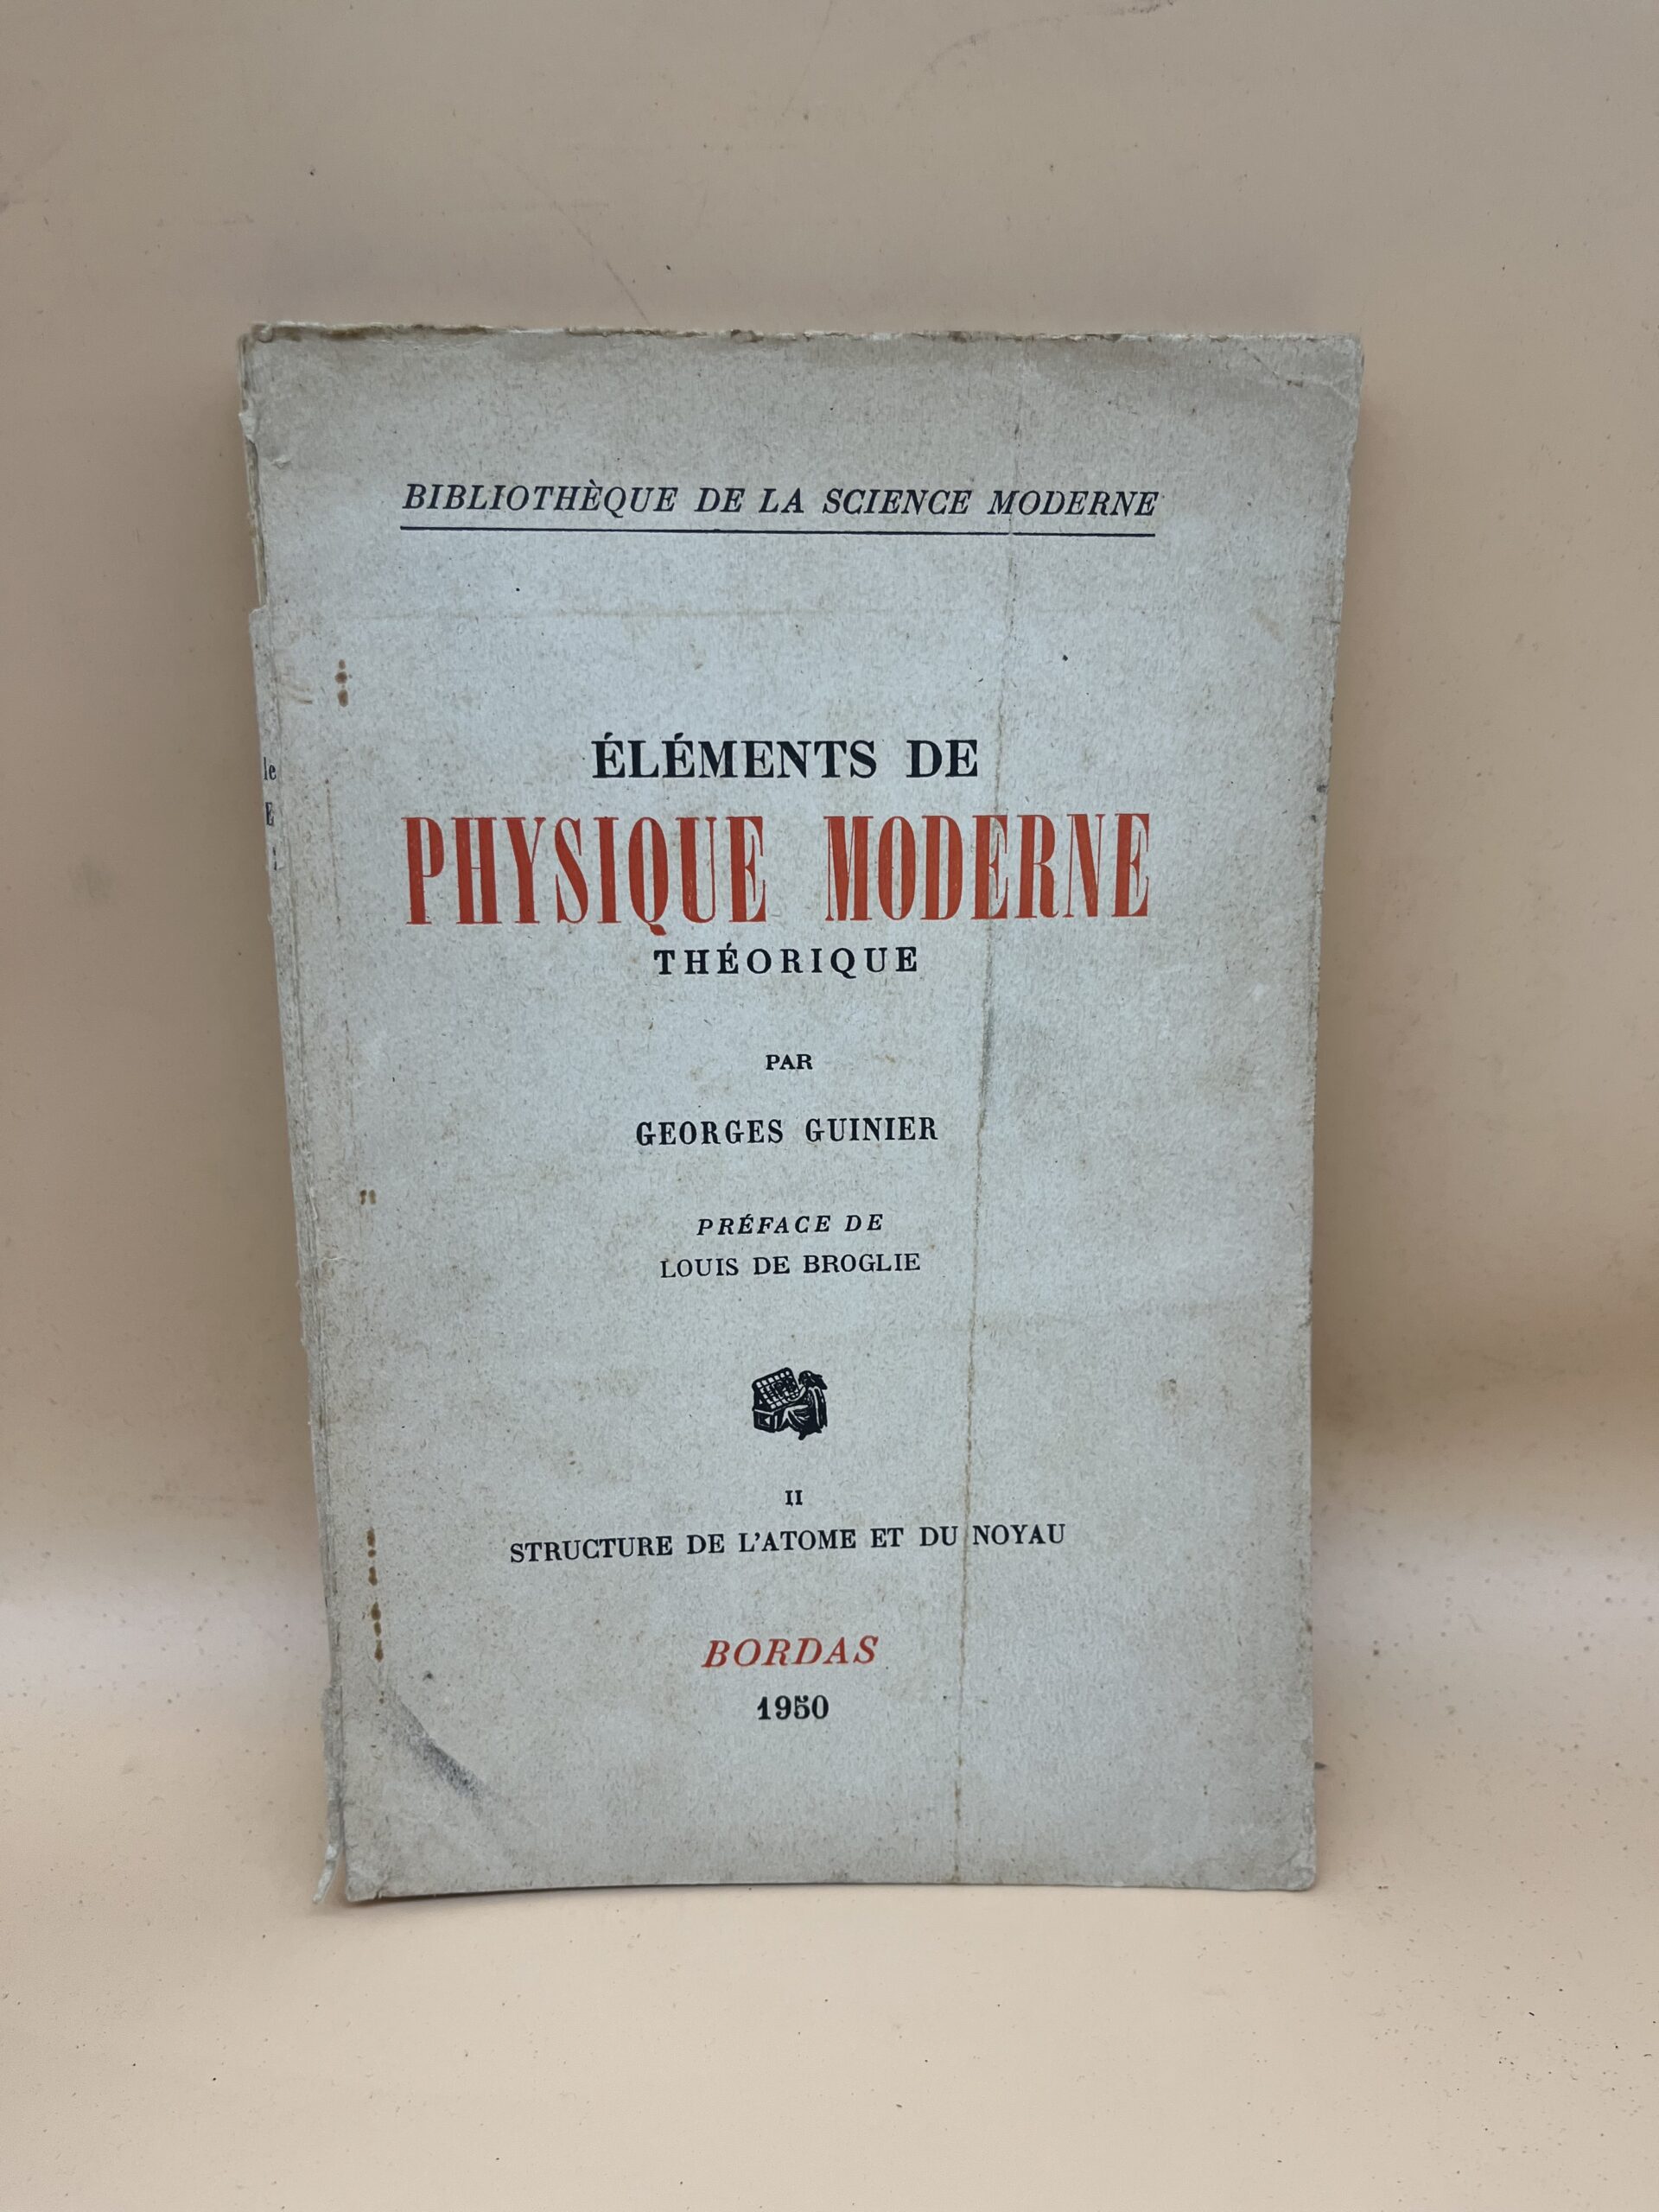 BIBLIOTHÈQUE DE LA SCIENCE MODERNE
ÉLÉMENTS DE
PHYSIQUE MODERNE
THÉORIQUE
PAR
GEORGES GUINIER
PRÉFACE DE
LOUIS DE BROGLIE
II
STRUCTURE DE L'ATOME ET DU NOYAU
BORDAS
1950
le
E